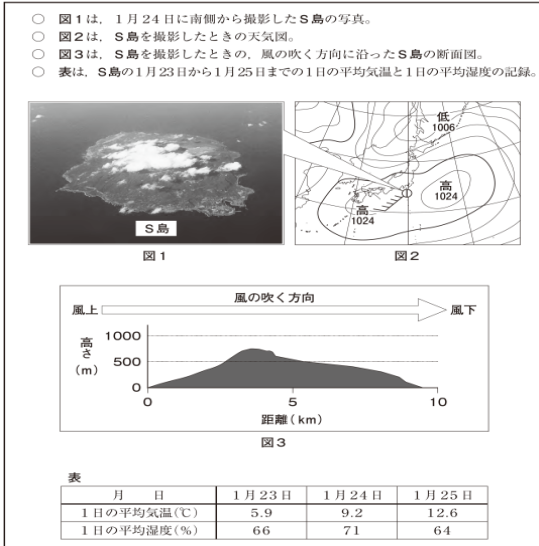 ○ 図1は，1月24日に南側から撮影したS島の写真。
○ 図2は，S島を撮影したときの天気図。
○ 図3は，S島を撮影したときの，風の吹く方向に沿ったS島の断面図。
○ 表は，S島の1月23日から1月25日までの1日の平均気温と1日の平均湿度の記録。
S島
図1
低
1006
高
1024
高
1024
図2
風の吹く方向
風上
風下
高さ(m)
1000
500
0
0 5 10
距離(km)
図3
表
月 日 1月23日 1月24日 1月25日
1日の平均気温(℃) 5.9 9.2 12.6
1日の平均湿度(%) 66 71 64